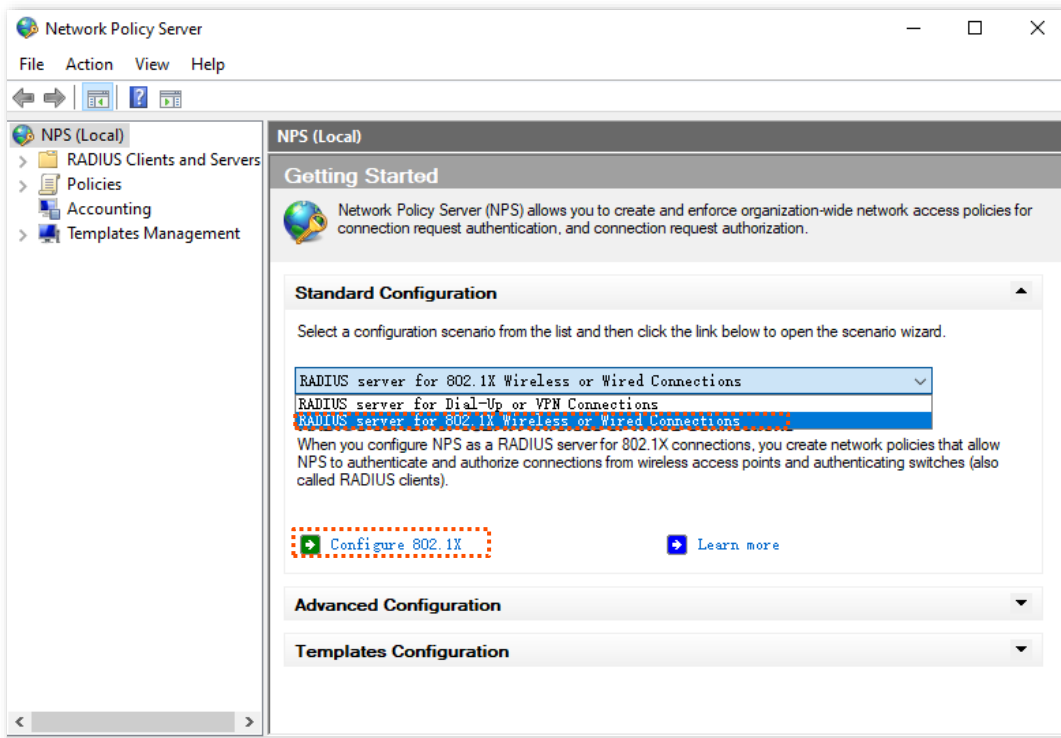 Network Policy Server
File Action View Help
NPS (Local)
RADIUS Clients and Servers
Policies
Accounting
Templates Management
NPS (Local)
Getting Started
Network Policy Server (NPS) allows you to create and enforce organization-wide network access policies for
connection request authentication, and connection request authorization.
Standard Configuration
Select a configuration scenario from the list and then click the link below to open the scenario wizard.
RADIUS server for 802.1X Wireless or Wired Connections
RADIUS server for Dial-Up or VPN Connections
RADIUS server for 802.1X Wireless or Wired Connections
When you configure NPS as a RADIUS server for 802.1X connections, you create network policies that allow
NPS to authenticate and authorize connections from wireless access points and authenticating switches (also
called RADIUS clients).
Configure 802.1X
Learn more
Advanced Configuration
Templates Configuration